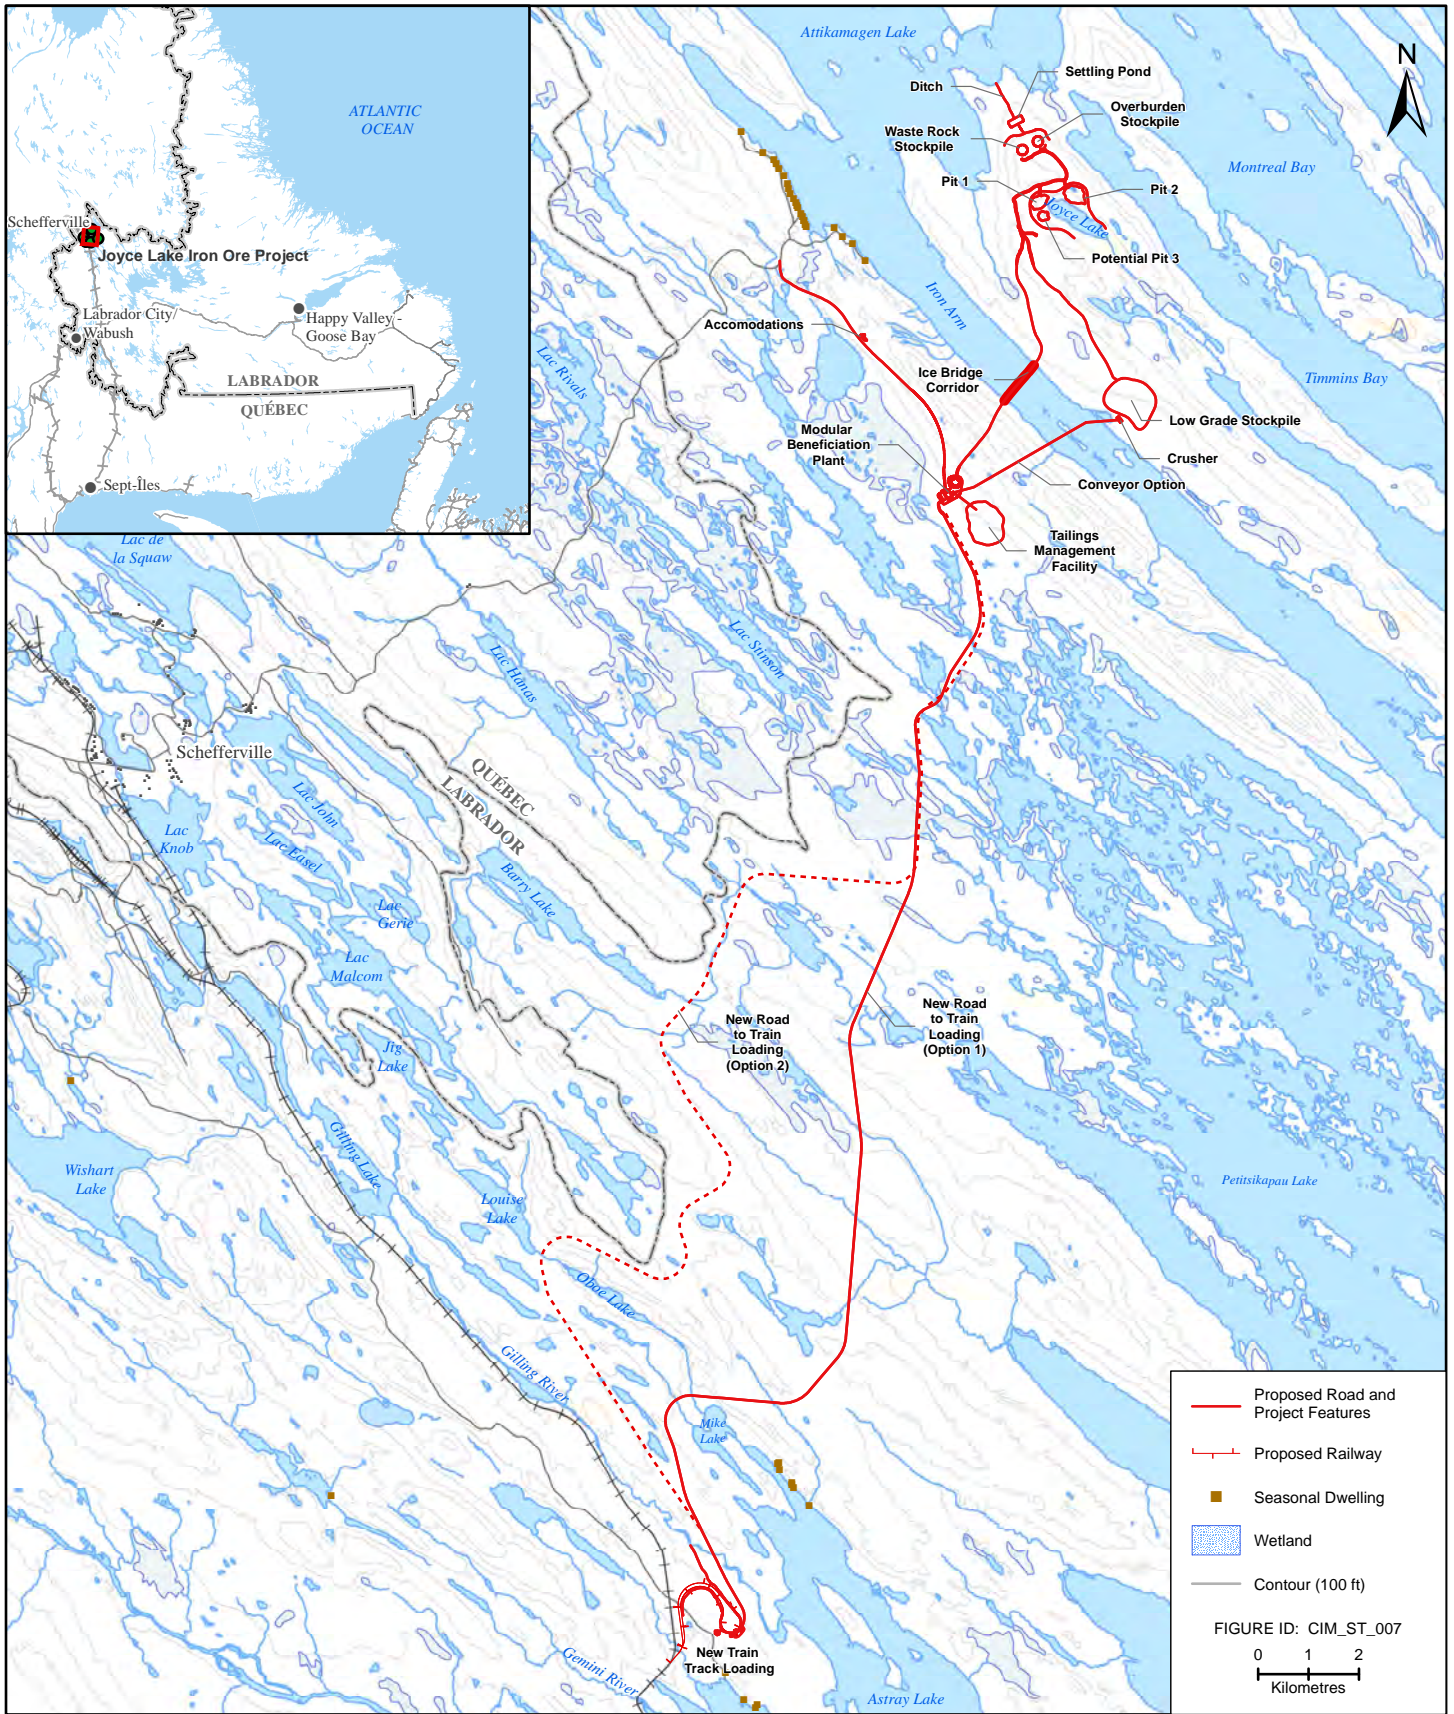 ATLANTIC
OCEAN
Schefferville
Joyce Lake Iron Ore Project
Labrador City/
Wabush
Happy Valley -
Goose Bay
LABRADOR
QUÉBEC
Sept-Îles
Attikamagen Lake
N
Settling Pond
Ditch
Overburden
Stockpile
Waste Rock
Stockpile
Montreal Bay
Pit 1
Pit 2
Joyce Lake
Potential Pit 3
Iron Arm
Accomodations
Lac Rivals
Ice Bridge
Corridor
Timmins Bay
Low Grade Stockpile
Modular
Beneficiation
Plant
Crusher
Conveyor Option
Tailings
Management
Facility
Lac de
la Squaw
Lac Stinson
Lac Hanas
Schefferville
QUÉBEC
LABRADOR
Lac John
Lac
Knob
Lac Easel
Barry Lake
Lac
Gerie
Lac
Malcom
New Road
to Train
Loading
(Option 1)
New Road
to Train
Loading
(Option 2)
Jig
Lake
Gilling Lake
Wishart
Lake
Petitsikapau Lake
Louise
Lake
Oboe Lake
Gilling River
Mike
Lake
New Train
Track Loading
Gemini River
Astray Lake
Proposed Road and
Project Features
Proposed Railway
Seasonal Dwelling
Wetland
Contour (100 ft)
FIGURE ID: CIM_ST_007
0 1 2
Kilometres